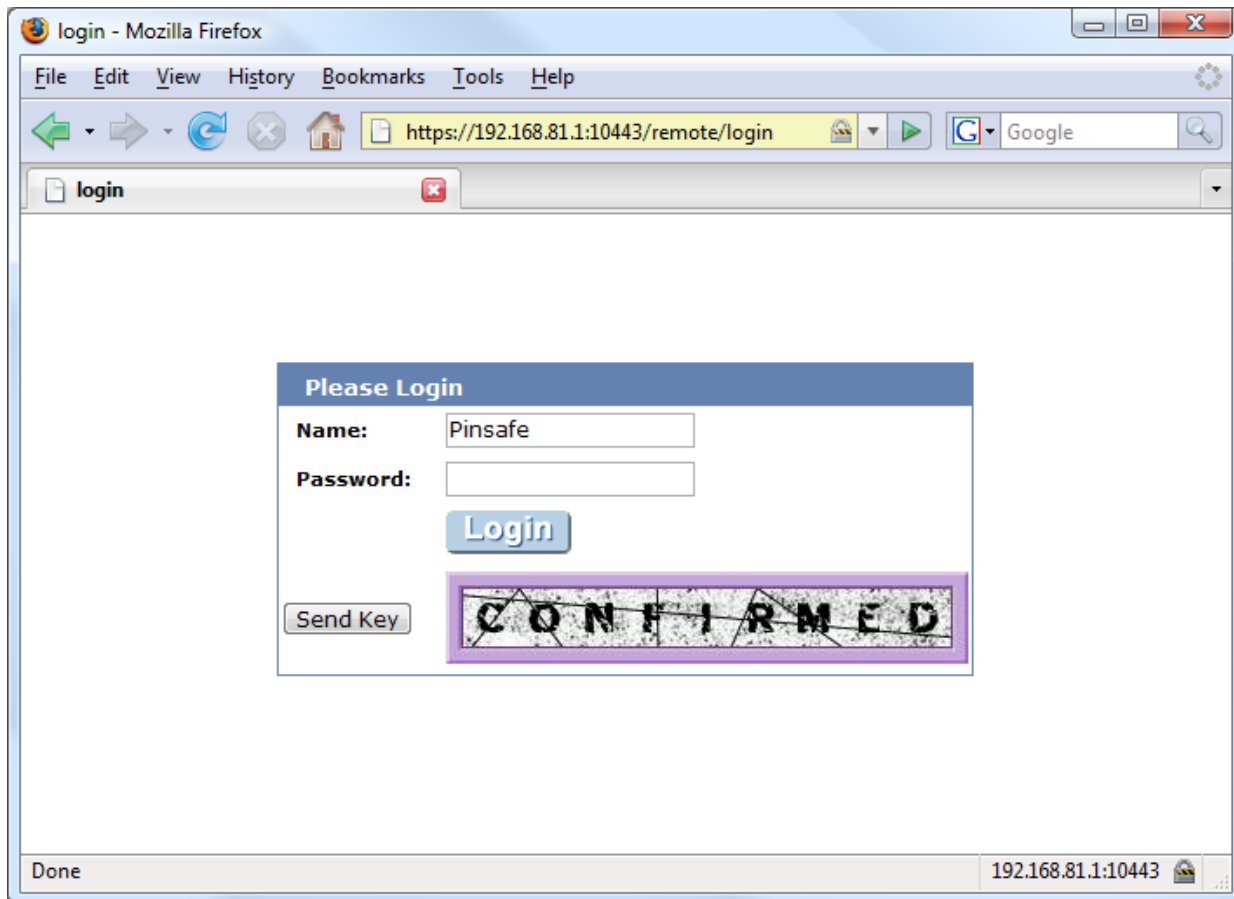 login - Mozilla Firefox
File Edit View History Bookmarks Tools Help
https://192.168.81.1:10443/remote/login G Google
login
Please Login
Name: Pinsafe
Password:
Login
Send Key CONFIRMED
Done 192.168.81.1:10443